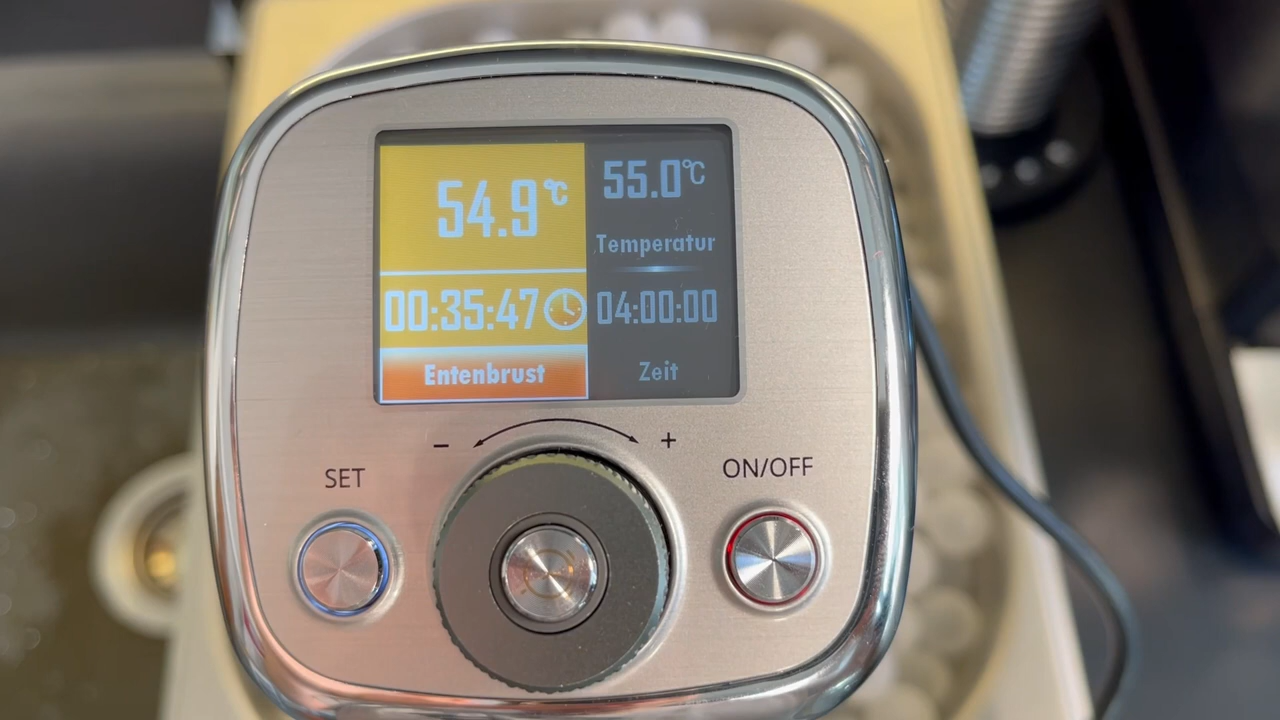 54.9°C
55.0°C
Temperatur
00:35:47
04:00:00
Entenbrust
Zeit
− +
SET
ON/OFF